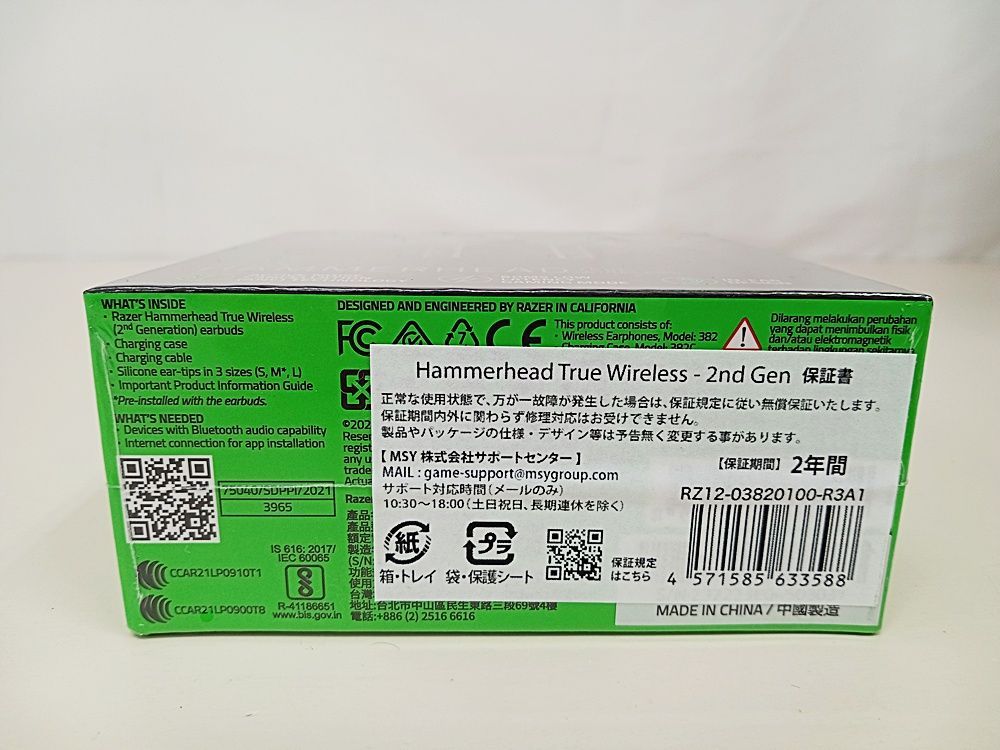 WHAT'S INSIDE
· Razer Hammerhead True Wireless
(2nd Generation) earbuds
· Charging case
· Charging cable
· Silicone ear-tips in 3 sizes (S, M*, L)
· Important Product Information Guide
*Pre-installed with the earbuds.
WHAT'S NEEDED
· Devices with Bluetooth audio capability
· Internet connection for app installation
75040/SDPPI/2021
3965
IS 616: 2017/
IEC 60065
R-41186651
www.bis.gov.in
CCAR21LP0910T1
CCAR21LP0900T8
DESIGNED AND ENGINEERED BY RAZER IN CALIFORNIA
FC
CE
This product consists of:
· Wireless Earphones, Model: 382
Dilarang melakukan perubahan
yang dapat menimbulkan fisik
dan/atau elektromagnetik
terhadap lingkungan sekitarnya
Hammerhead True Wireless - 2nd Gen 保証書
正常な使用状態で、万が一故障が発生した場合は、保証規定に従い無償保証いたします。
保証期間内外に関わらず修理対応はお受けできません。
製品やパッケージの仕様・デザイン等は予告無く変更する事があります。
【 MSY 株式会社サポートセンター 】
MAIL : game-support@msygroup.com
サポート対応時間（メールのみ）
10:30～18:00（土日祝日、長期連休を除く）
【保証期間】 2年間
RZ12-03820100-R3A1
紙
箱・トレイ
プラ
袋・保護シート
保証規定
はこちら
4 571585 633588
©202
any u
trade
地址:台北市中山區民生東路三段69號4樓
電話:+886 (2) 2516 6616
MADE IN CHINA / 中國製造